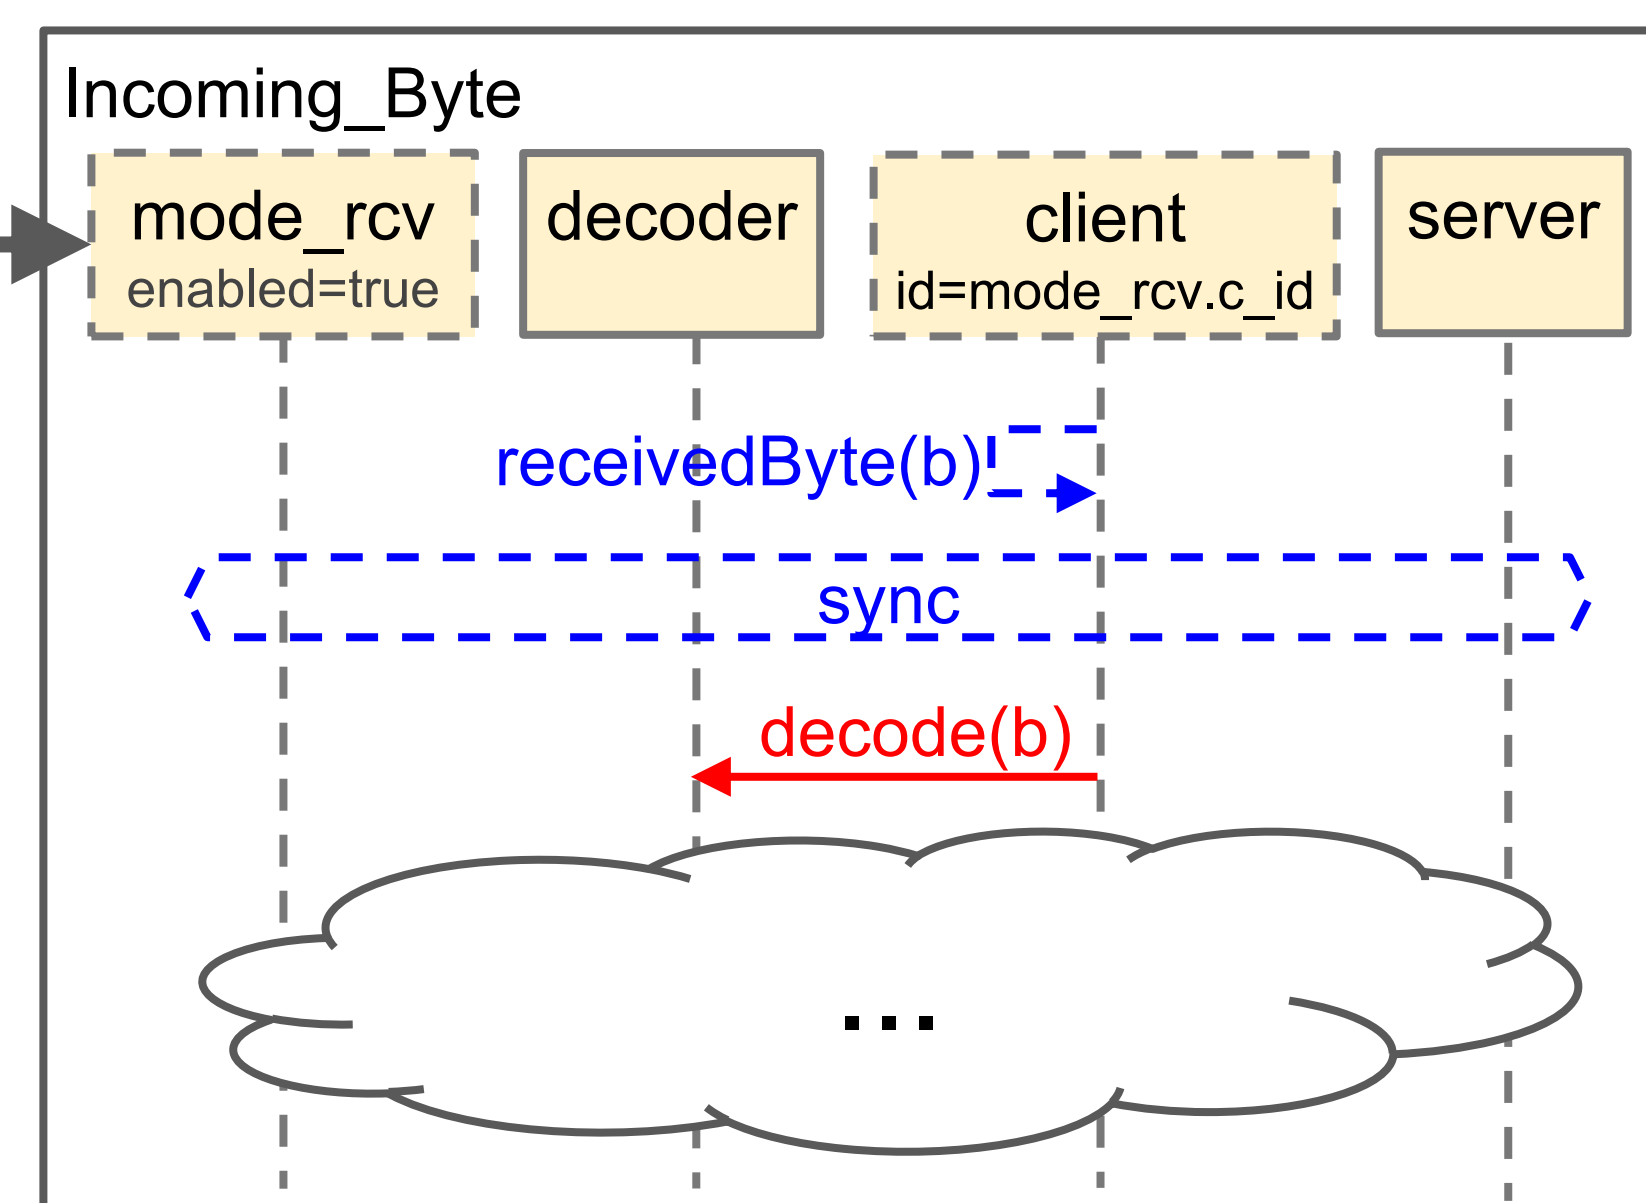 Incoming_Byte
mode_rcv
enabled=true
decoder
client
id=mode_rcv.c_id
server
receivedByte(b)
sync
decode(b)
...